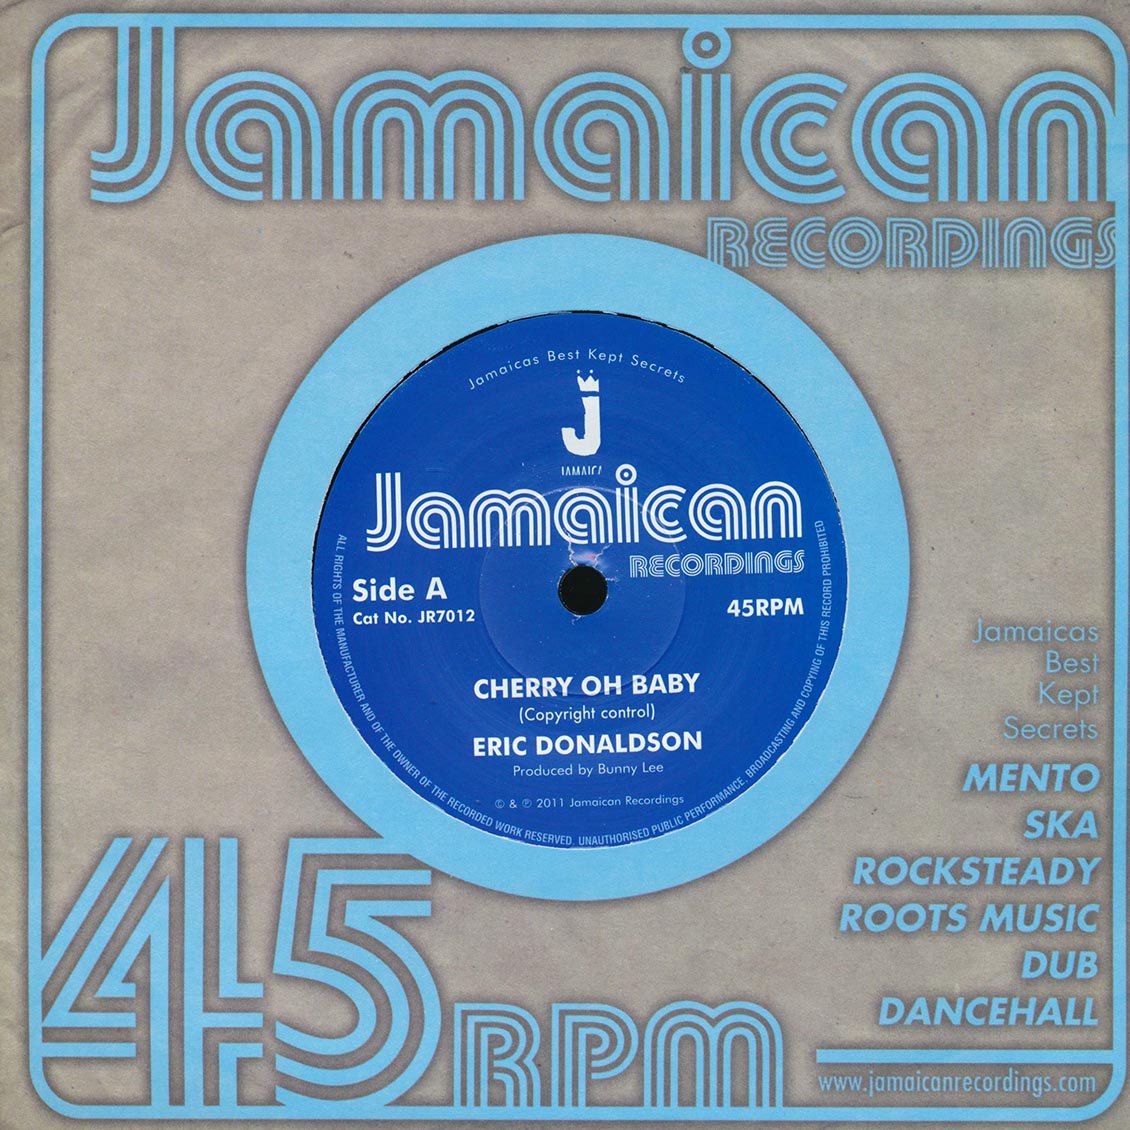 Jamaican
RECORDINGS
Jamaicas Best Kept Secrets
J
JAMAICA
Jamaican
RECORDINGS
Side A
Cat No. JR7012
45RPM
CHERRY OH BABY
(Copyright control)
ERIC DONALDSON
Produced by Bunny Lee
© & ℗ 2011 Jamaican Recordings
ALL RIGHTS OF THE MANUFACTURER AND OF THE OWNER OF THE RECORDED WORK RESERVED. UNAUTHORISED PUBLIC PERFORMANCE, BROADCASTING AND COPYING OF THIS RECORD PROHIBITED
Jamaicas
Best
Kept
Secrets
MENTO
SKA
ROCKSTEADY
ROOTS MUSIC
DUB
DANCEHALL
45 RPM
www.jamaicanrecordings.com